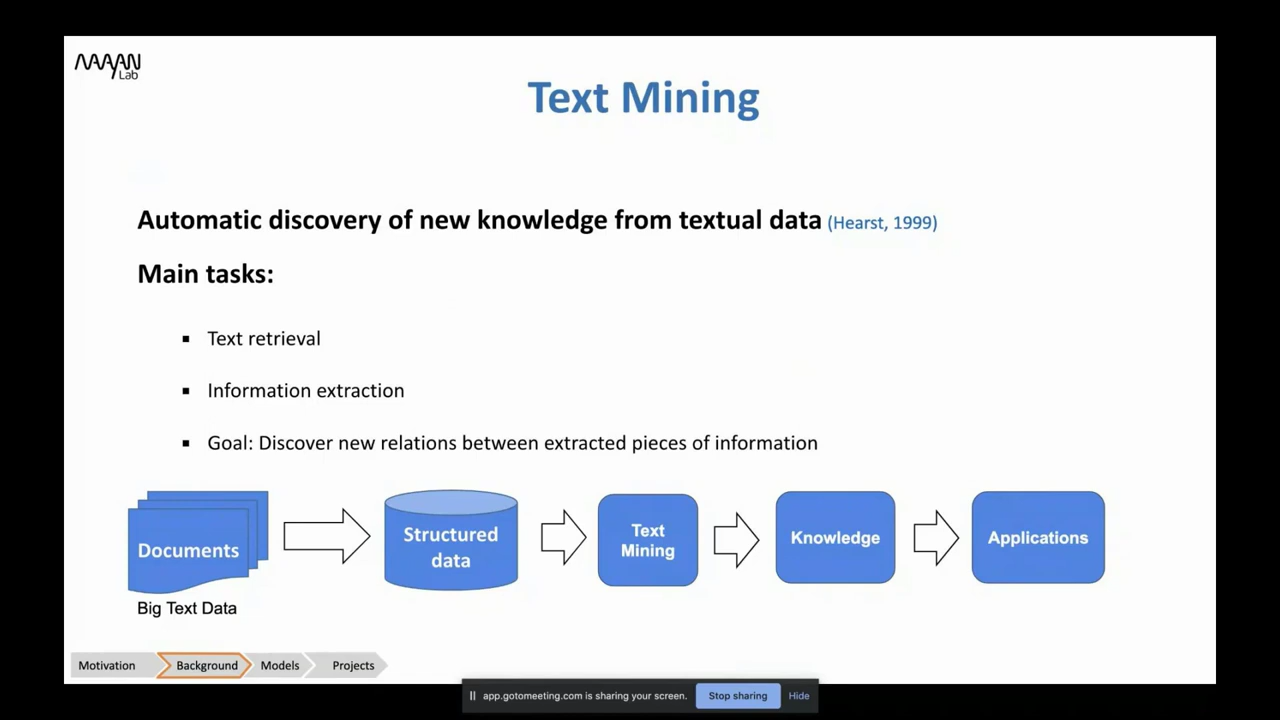 MAAYAN
Lab
Text Mining
Automatic discovery of new knowledge from textual data (Hearst, 1999)
Main tasks:
▪ Text retrieval
▪ Information extraction
▪ Goal: Discover new relations between extracted pieces of information
Documents
Structured
data
Text
Mining
Knowledge
Applications
Big Text Data
Motivation
Background
Models
Projects
app.gotomeeting.com is sharing your screen.
Stop sharing
Hide